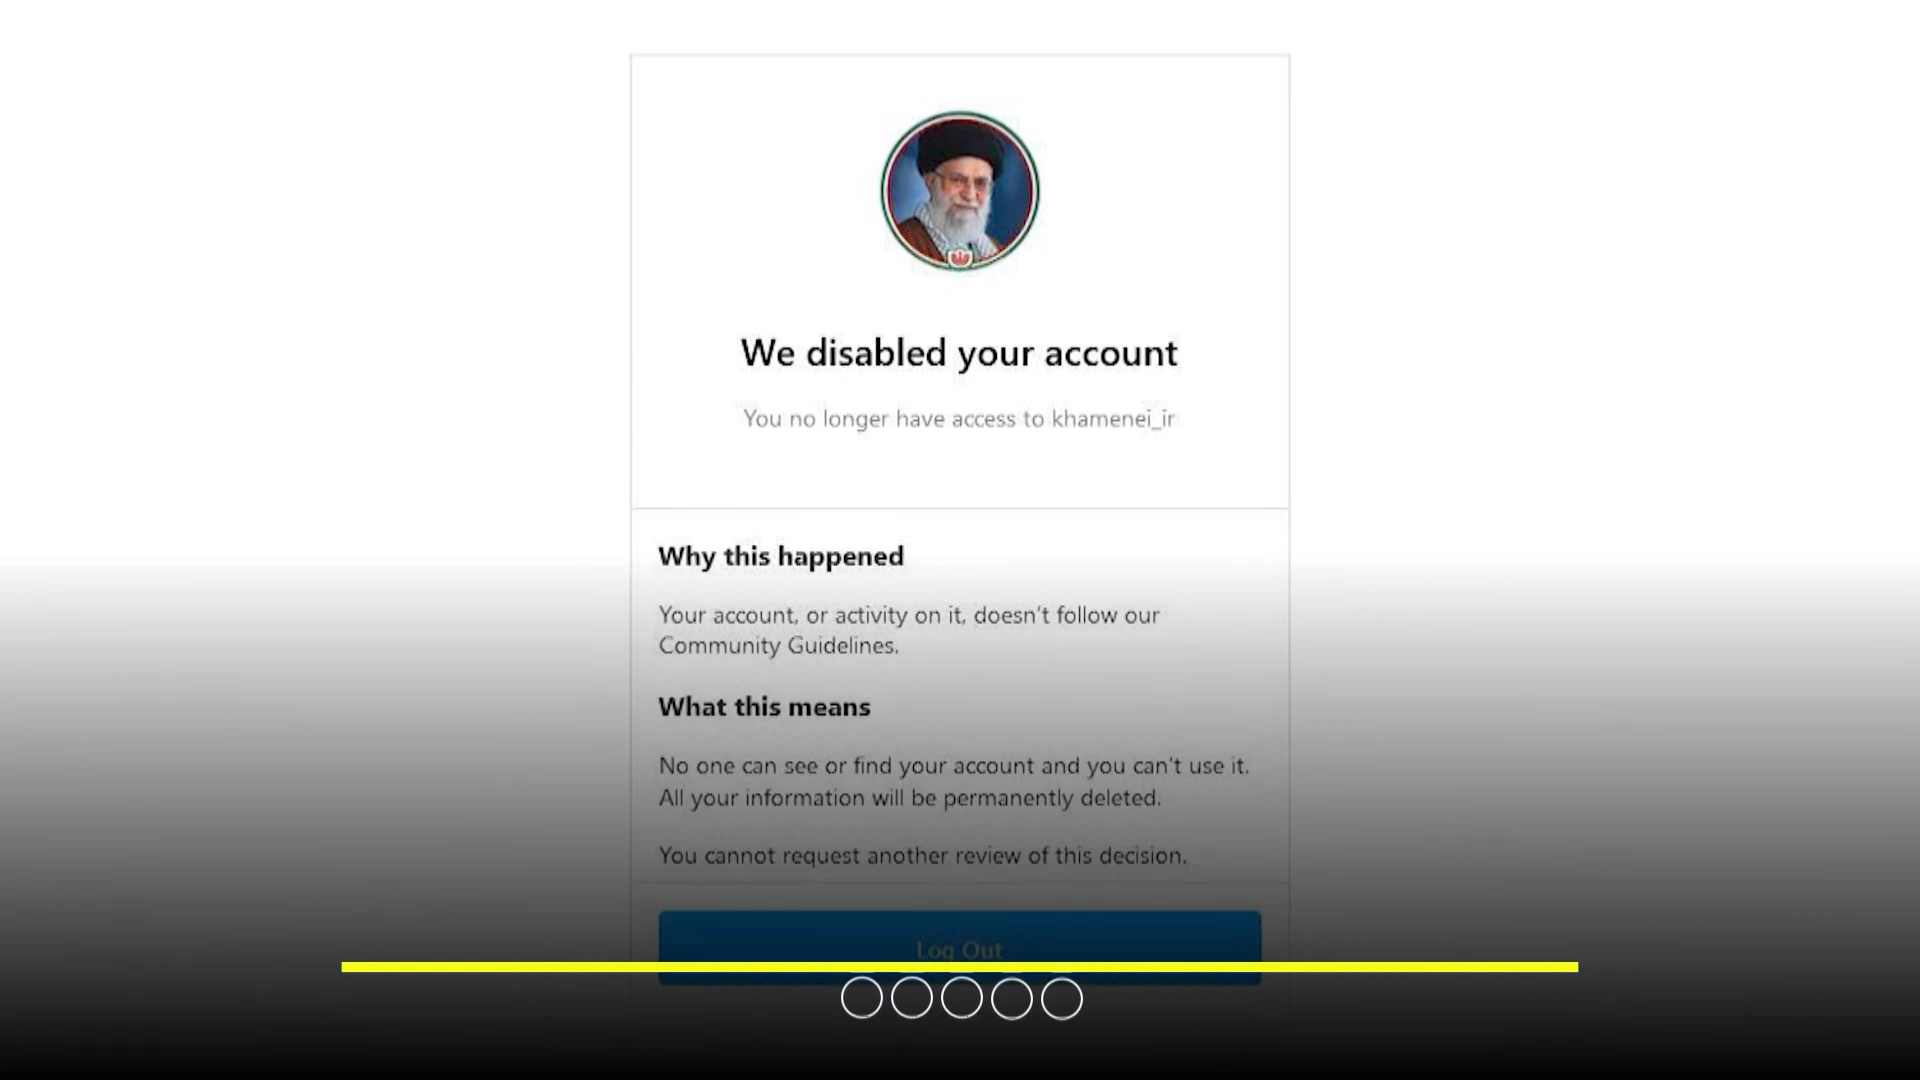 We disabled your account
You no longer have access to khamenei_ir
Why this happened
Your account, or activity on it, doesn't follow our
Community Guidelines.
What this means
No one can see or find your account and you can't use it.
All your information will be permanently deleted.
You cannot request another review of this decision.
Log Out